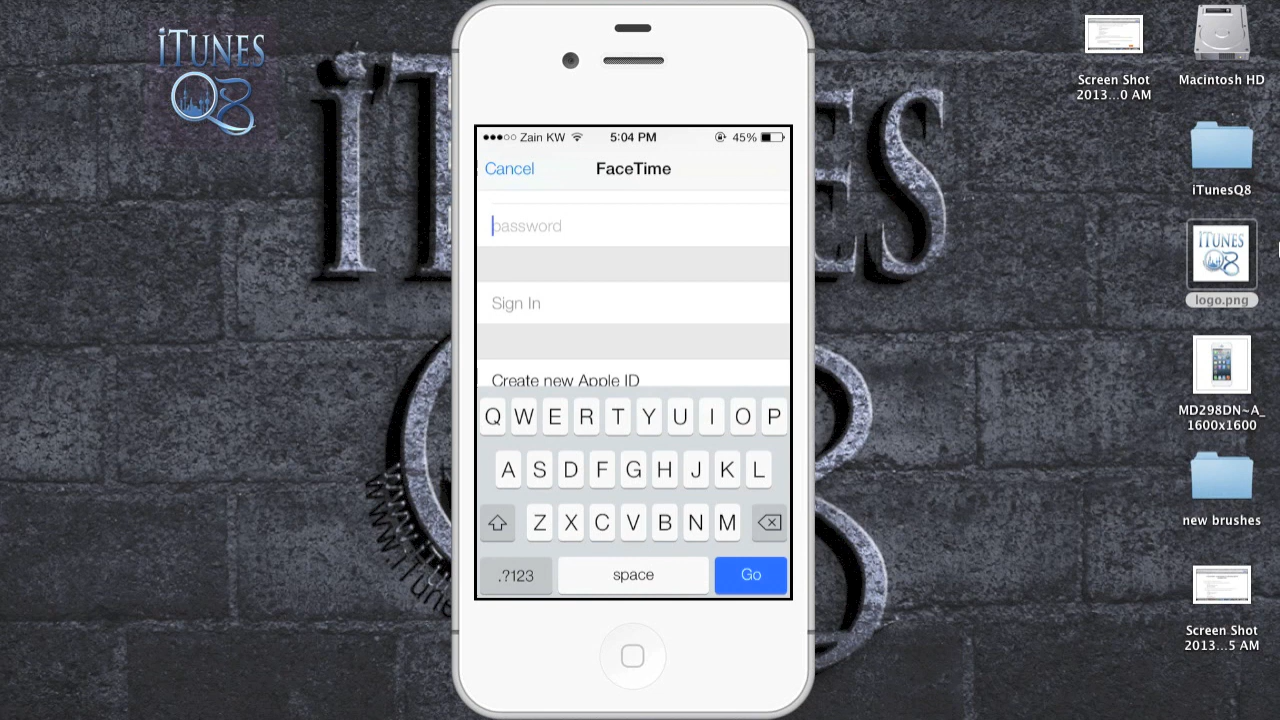 iTUNES
Q8
Screen Shot
2013...0 AM
Macintosh HD
●●●○○ Zain KW
5:04 PM
45%
Cancel
FaceTime
password
Sign In
Create new Apple ID
Q W E R T Y U I O P
A S D F G H J K L
Z X C V B N M
.?123
space
Go
iTunesQ8
iTUNES
Q8
logo.png
MD298DN~A_
1600x1600
new brushes
Screen Shot
2013...5 AM